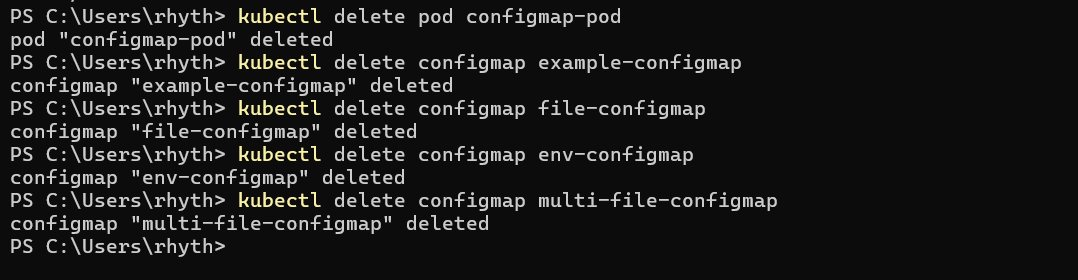 PS C:\Users\rhyth> kubectl delete pod configmap-pod
pod "configmap-pod" deleted
PS C:\Users\rhyth> kubectl delete configmap example-configmap
configmap "example-configmap" deleted
PS C:\Users\rhyth> kubectl delete configmap file-configmap
configmap "file-configmap" deleted
PS C:\Users\rhyth> kubectl delete configmap env-configmap
configmap "env-configmap" deleted
PS C:\Users\rhyth> kubectl delete configmap multi-file-configmap
configmap "multi-file-configmap" deleted
PS C:\Users\rhyth>